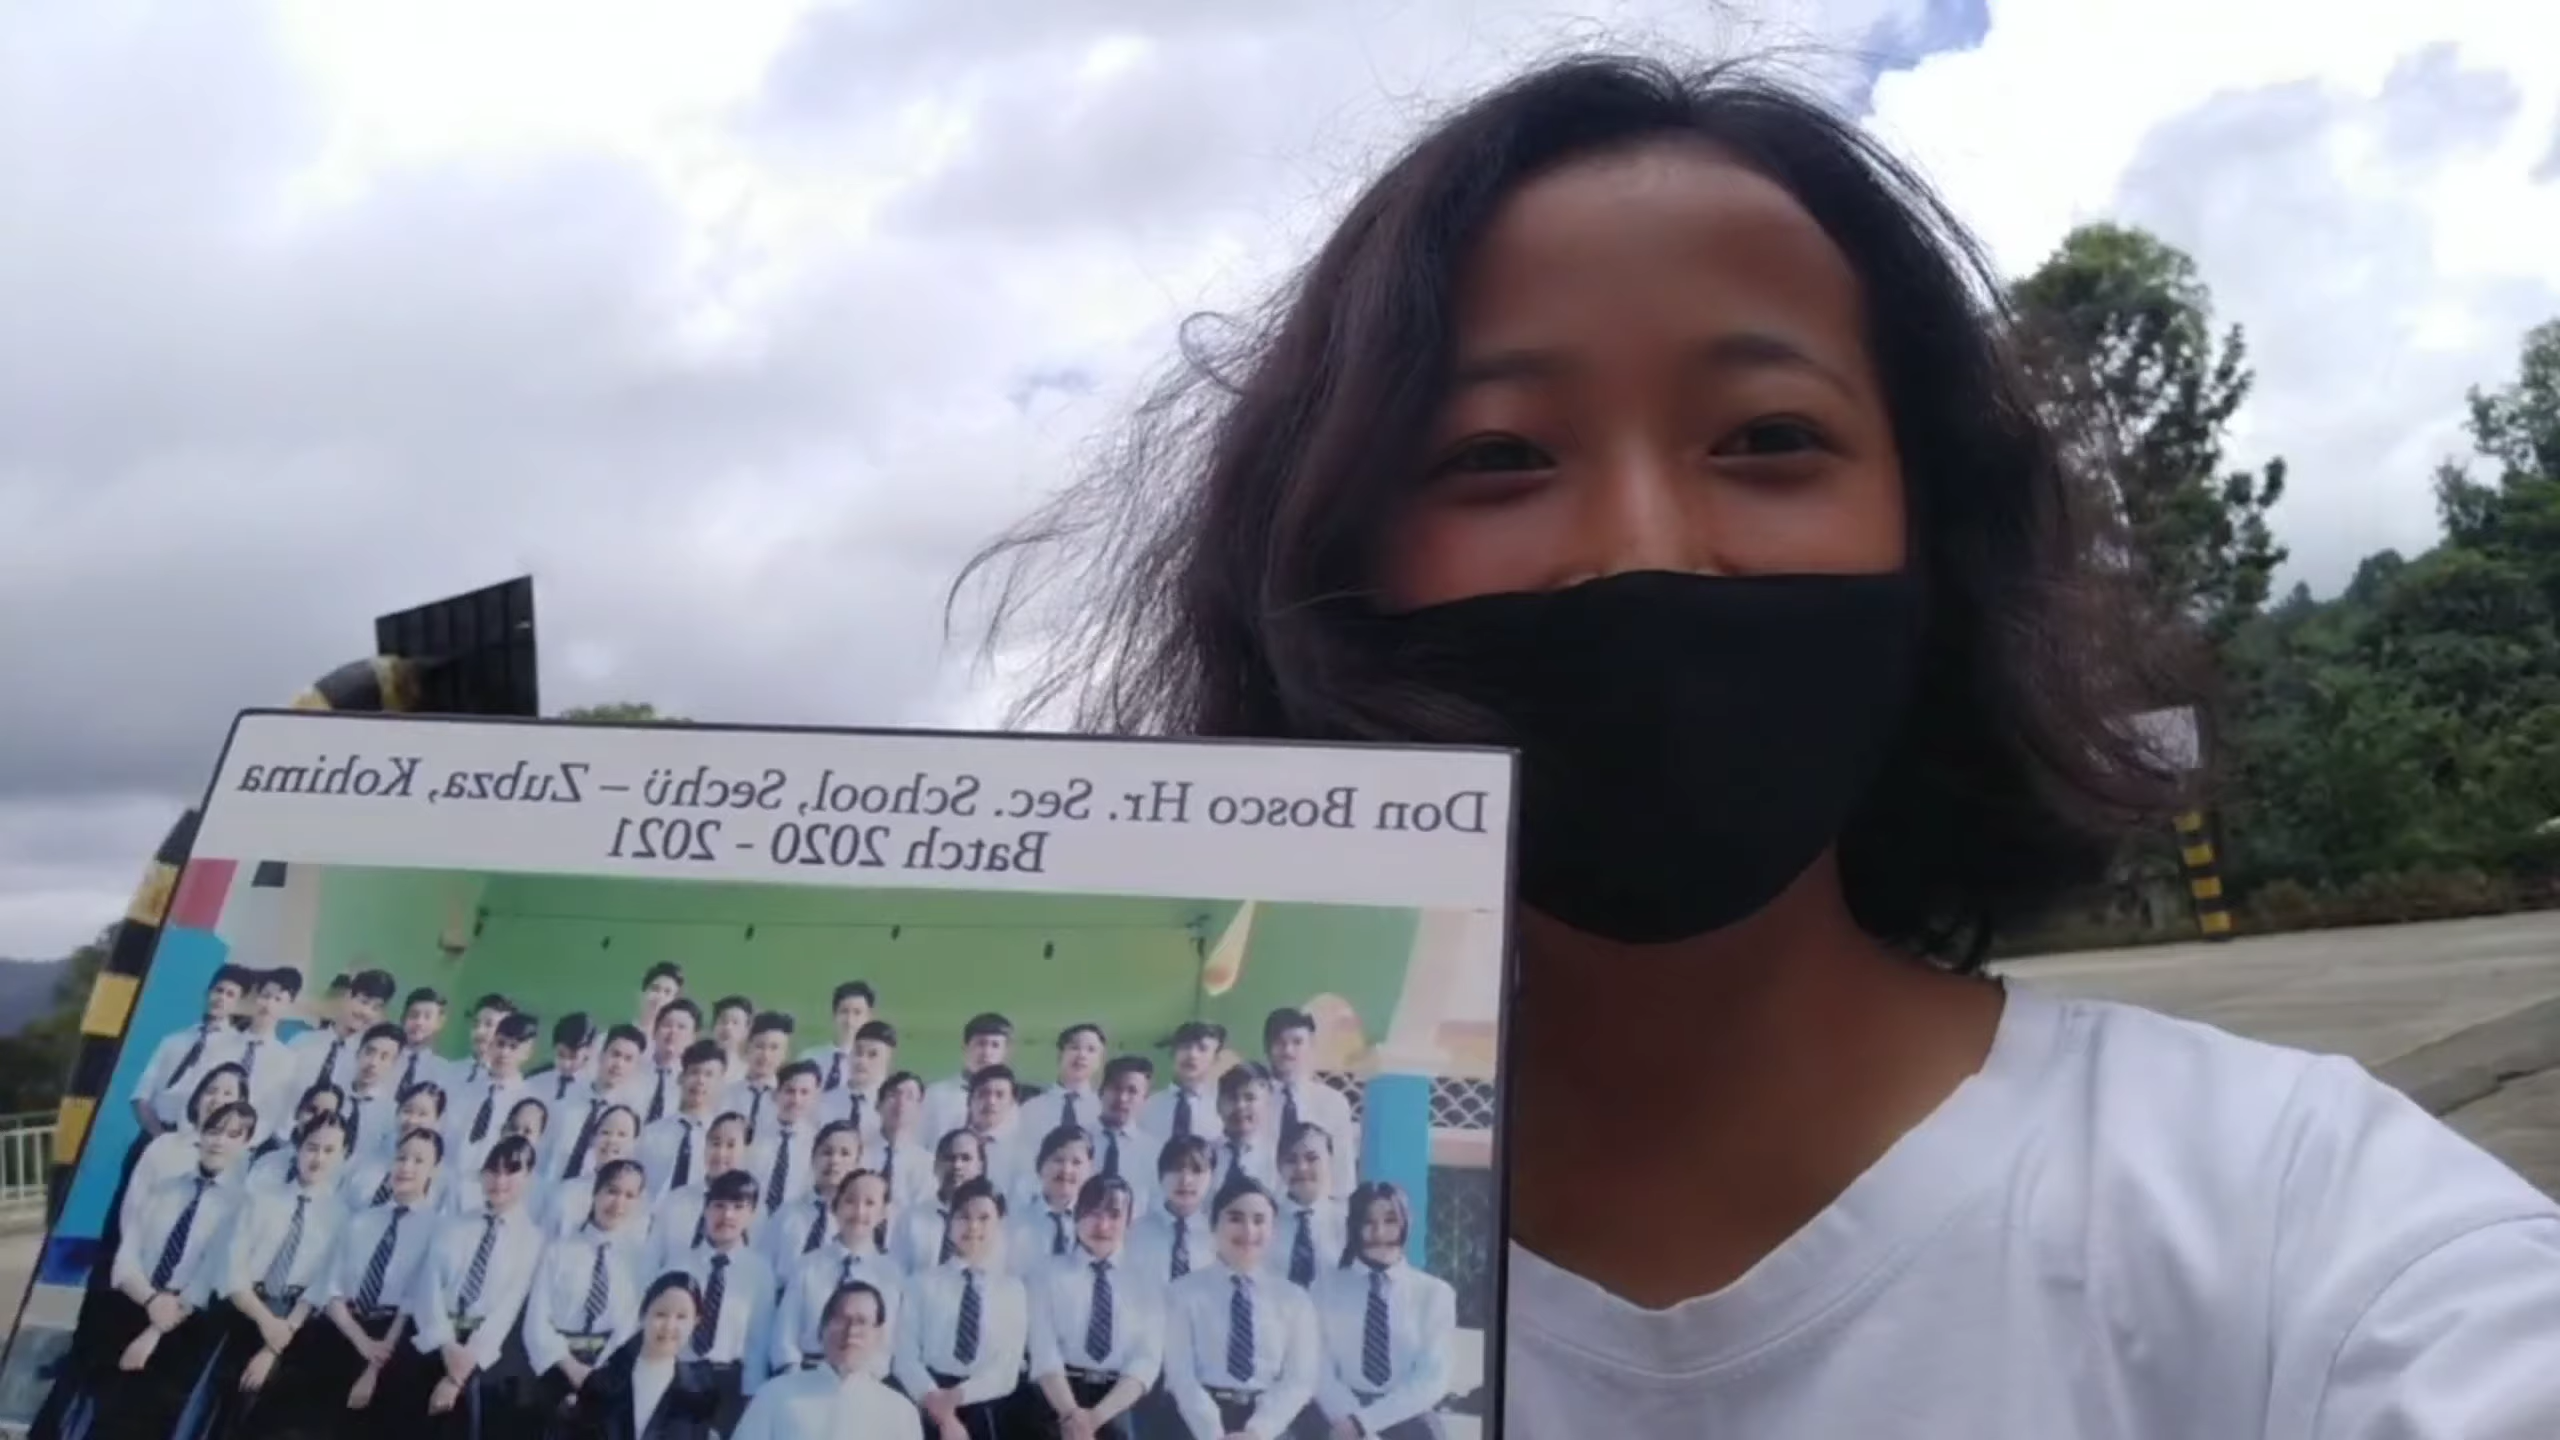 Don Bosco Hr. Sec. School, Sechü – Zubza, Kohima
Batch 2020 - 2021